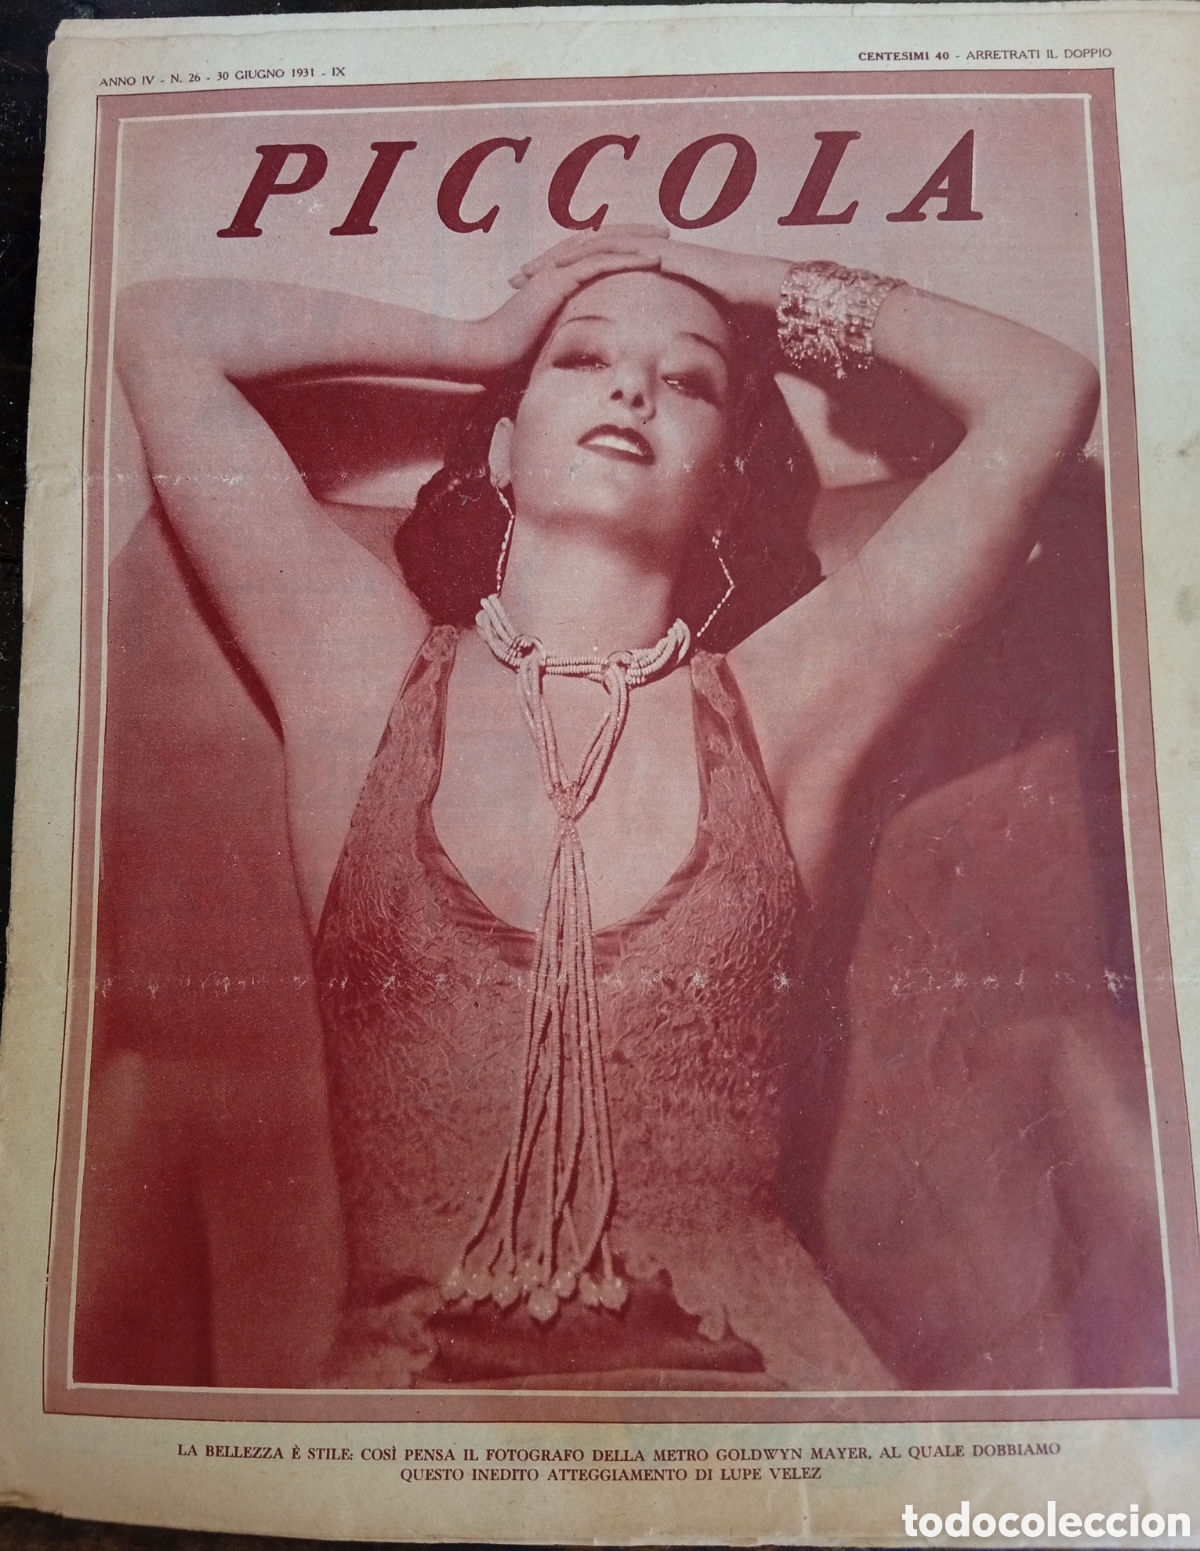 ANNO IV - N. 26 - 30 GIUGNO 1931 - IX
CENTESIMI 40 - ARRETRATI IL DOPPIO
PICCOLA
LA BELLEZZA È STILE: COSÌ PENSA IL FOTOGRAFO DELLA METRO GOLDWYN MAYER, AL QUALE DOBBIAMO
QUESTO INEDITO ATTEGGIAMENTO DI LUPE VELEZ
todocoleccion